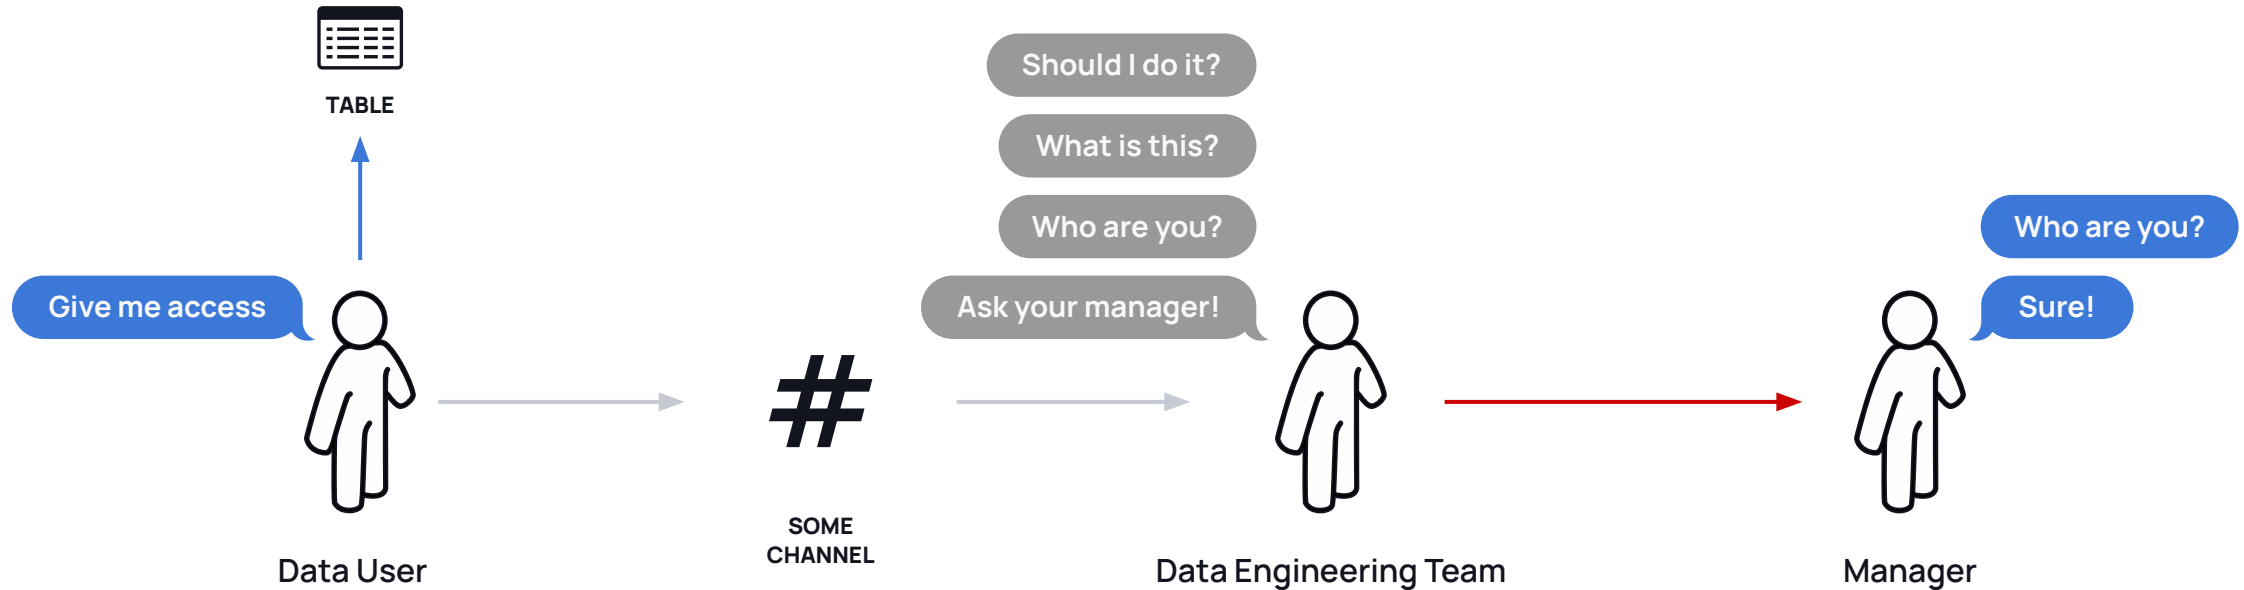 TABLE
Give me access
#
SOME
CHANNEL
Should I do it?
What is this?
Who are you?
Ask your manager!
Who are you?
Sure!
Data User
Data Engineering Team
Manager